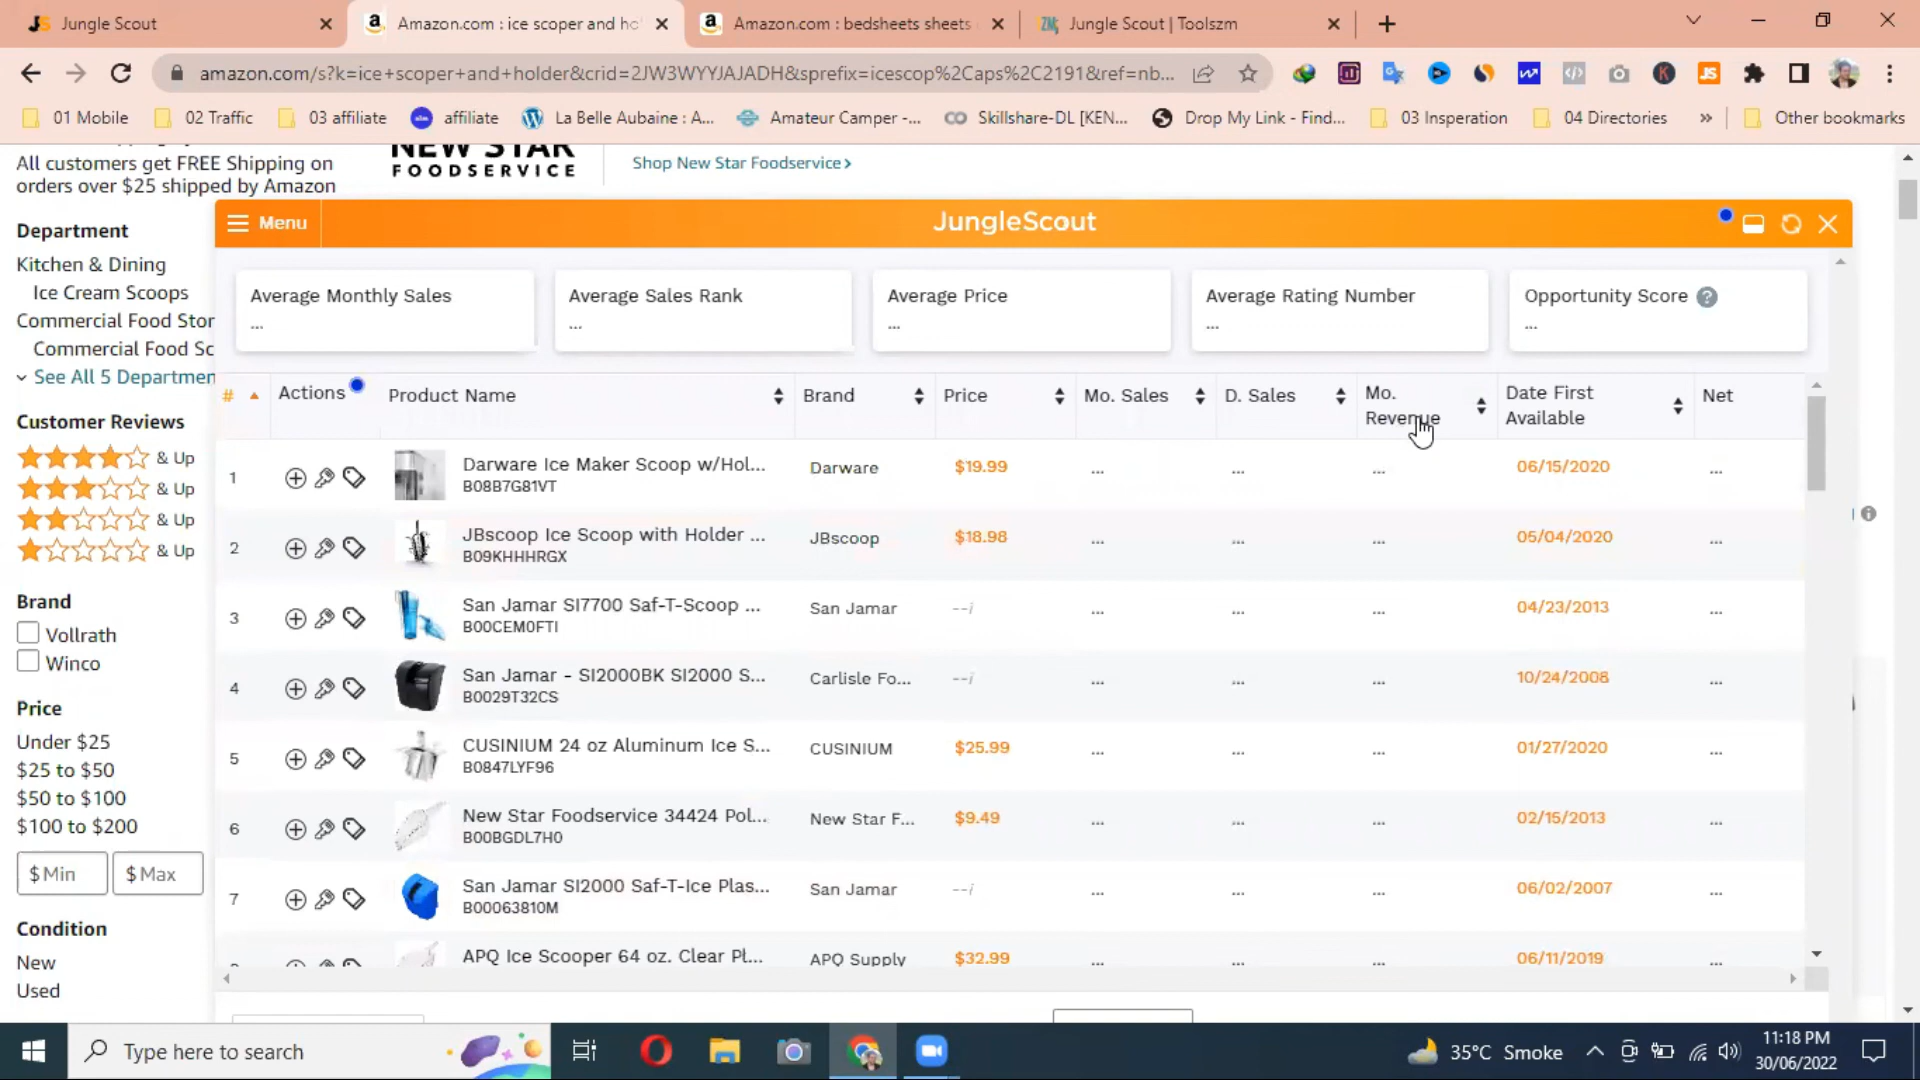 Jungle Scout
Amazon.com : ice scoper and ho
Amazon.com : bedsheets sheets
Jungle Scout | Toolszm
amazon.com/s?k=ice+scoper+and+holder&crid=2JW3WYYJAJADH&sprefix=icescop%2Caps%2C2191&ref=nb...
01 Mobile
02 Traffic
03 affiliate
affiliate
La Belle Aubaine : A...
Amateur Camper -...
Skillshare-DL [KEN...
Drop My Link - Find...
03 Insperation
04 Directories
Other bookmarks
All customers get FREE Shipping on
orders over $25 shipped by Amazon
NEW STAR
FOODSERVICE
Shop New Star Foodservice ›
Department
Kitchen & Dining
Ice Cream Scoops
Commercial Food Stor
Commercial Food Sc
See All 5 Departmen
Customer Reviews
& Up
& Up
& Up
& Up
Brand
Vollrath
Winco
Price
Under $25
$25 to $50
$50 to $100
$100 to $200
$ Min
$ Max
Condition
New
Used
Menu
JungleScout
Average Monthly Sales
...
Average Sales Rank
...
Average Price
...
Average Rating Number
...
Opportunity Score
...
# Actions Product Name Brand Price Mo. Sales D. Sales Mo. Revenue Date First Available Net
1 Darware Ice Maker Scoop w/Hol... Darware $19.99 ... ... ... 06/15/2020 ...
B08B7G81VT
2 JBscoop Ice Scoop with Holder ... JBscoop $18.98 ... ... ... 05/04/2020 ...
B09KHHHRGX
3 San Jamar SI7700 Saf-T-Scoop ... San Jamar --i ... ... ... 04/23/2013 ...
B00CEM0FTI
4 San Jamar - SI2000BK SI2000 S... Carlisle Fo... --i ... ... ... 10/24/2008 ...
B0029T32CS
5 CUSINIUM 24 oz Aluminum Ice S... CUSINIUM $25.99 ... ... ... 01/27/2020 ...
B0847LYF96
6 New Star Foodservice 34424 Pol... New Star F... $9.49 ... ... ... 02/15/2013 ...
B00BGDL7H0
7 San Jamar SI2000 Saf-T-Ice Plas... San Jamar --i ... ... ... 06/02/2007 ...
B00063810M
APQ Ice Scooper 64 oz. Clear Pl... APQ Supply $32.99 ... ... ... 06/11/2019 ...
Type here to search
35°C Smoke
11:18 PM
30/06/2022